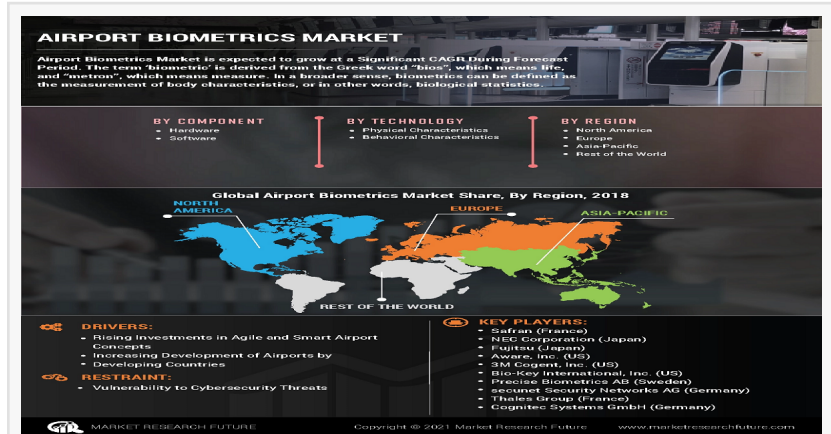 AIRPORT BIOMETRICS MARKET
Airport Biometrics Market is expected to grow at a Significant CAGR During Forecast
Period. The term 'biometric' is derived from the Greek word "bios", which means life,
and "metron", which means measure. In a broader sense, biometrics can be defined as
the measurement of body characteristics, or in other words, biological statistics.
BY COMPONENT
• Hardware
• Software
BY TECHNOLOGY
• Physical Characteristics
• Behavioral Characteristics
BY REGION
• North America
• Europe
• Asia-Pacific
• Rest of the World
Global Airport Biometrics Market Share, By Region, 2018
NORTH
AMERICA
EUROPE
ASIA-PACIFIC
REST OF THE WORLD
DRIVERS:
• Rising Investments in Agile and Smart Airport
Concepts
• Increasing Development of Airports by
• Developing Countries
RESTRAINT:
• Vulnerability to Cybersecurity Threats
KEY PLAYERS:
• Safran (France)
• NEC Corporation (Japan)
• Fujitsu (Japan)
• Aware, Inc. (US)
• 3M Cogent, Inc. (US)
• Bio-Key International, Inc. (US)
• Precise Biometrics AB (Sweden)
• secunet Security Networks AG (Germany)
• Thales Group (France)
• Cognitec Systems GmbH (Germany)
MARKET RESEARCH FUTURE
Copyright © 2021 Market Research Future
www.marketresearchfuture.com